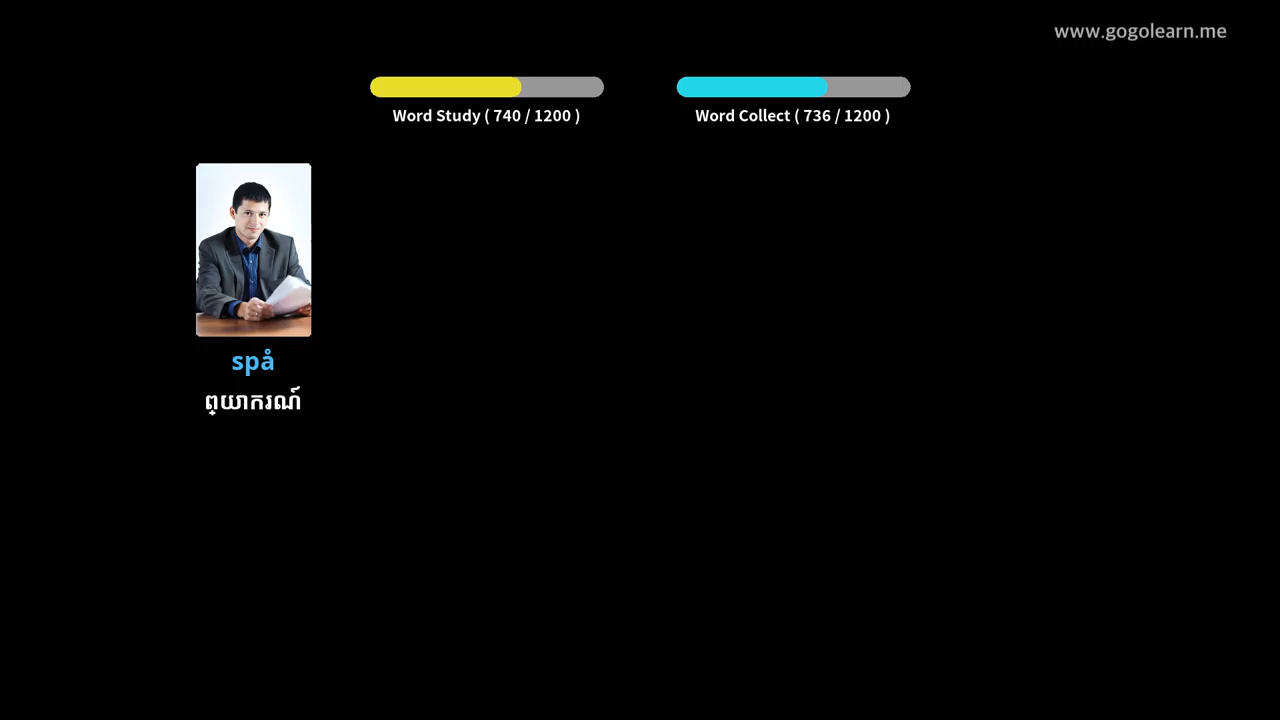 www.gogolearn.me
Word Study ( 740 / 1200 )
Word Collect ( 736 / 1200 )
spå
ព្យាករណ៍